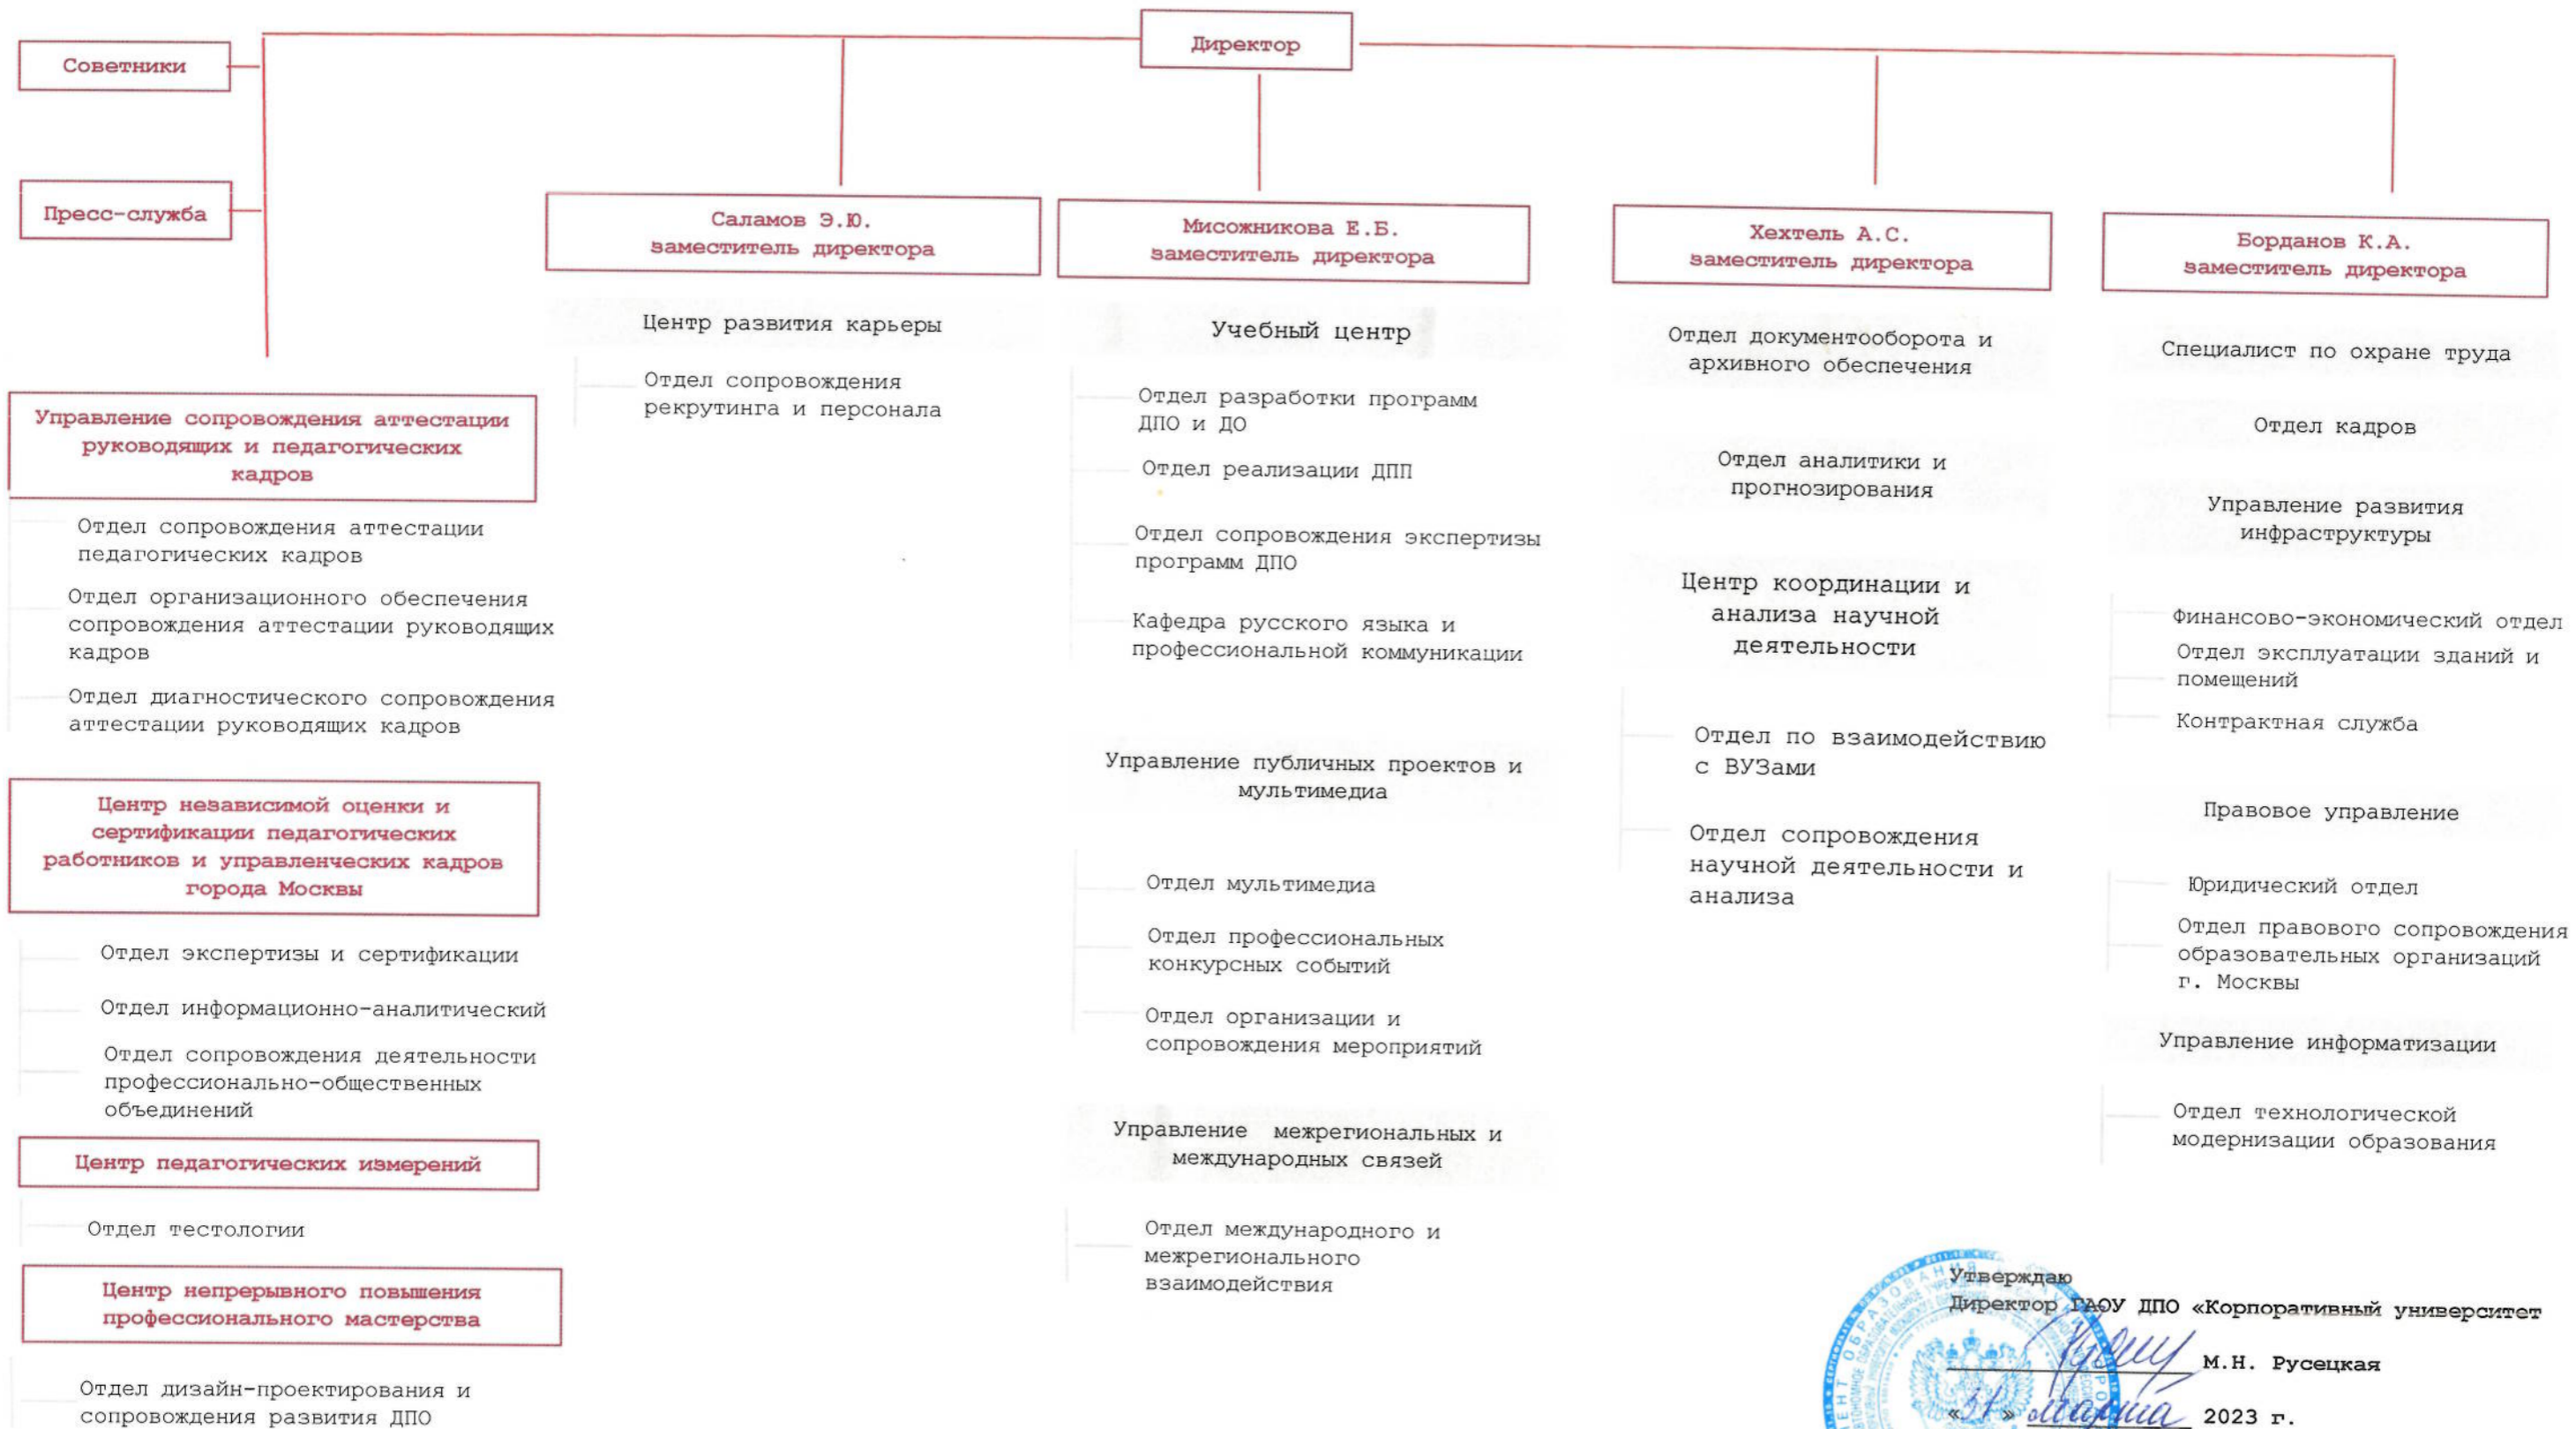 Директор
Советники
Пресс-служба
Управление сопровождения аттестации
руководящих и педагогических
кадров
Отдел сопровождения аттестации
педагогических кадров
Отдел организационного обеспечения
сопровождения аттестации руководящих
кадров
Отдел диагностического сопровождения
аттестации руководящих кадров
Центр независимой оценки и
сертификации педагогических
работников и управленческих кадров
города Москвы
Отдел экспертизы и сертификации
Отдел информационно-аналитический
Отдел сопровождения деятельности
профессионально-общественных
объединений
Центр педагогических измерений
Отдел тестологии
Центр непрерывного повышения
профессионального мастерства
Отдел дизайн-проектирования и
сопровождения развития ДПО
Саламов Э.Ю.
заместитель директора
Центр развития карьеры
Отдел сопровождения
рекрутинга и персонала
Мисожникова Е.Б.
заместитель директора
Учебный центр
Отдел разработки программ
ДПО и ДО
Отдел реализации ДПП
Отдел сопровождения экспертизы
программ ДПО
Кафедра русского языка и
профессиональной коммуникации
Управление публичных проектов и
мультимедиа
Отдел мультимедиа
Отдел профессиональных
конкурсных событий
Отдел организации и
сопровождения мероприятий
Управление межрегиональных и
международных связей
Отдел международного и
межрегионального
взаимодействия
Хехтель А.С.
заместитель директора
Отдел документооборота и
архивного обеспечения
Отдел аналитики и
прогнозирования
Центр координации и
анализа научной
деятельности
Отдел по взаимодействию
с ВУЗами
Отдел сопровождения
научной деятельности и
анализа
Борданов К.А.
заместитель директора
Специалист по охране труда
Отдел кадров
Управление развития
инфраструктуры
Финансово-экономический отдел
Отдел эксплуатации зданий и
помещений
Контрактная служба
Правовое управление
Юридический отдел
Отдел правового сопровождения
образовательных организаций
г. Москвы
Управление информатизации
Отдел технологической
модернизации образования
Утверждаю
Директор ГАОУ ДПО «Корпоративный университет
М.Н. Русецкая
«31» марта 2023 г.